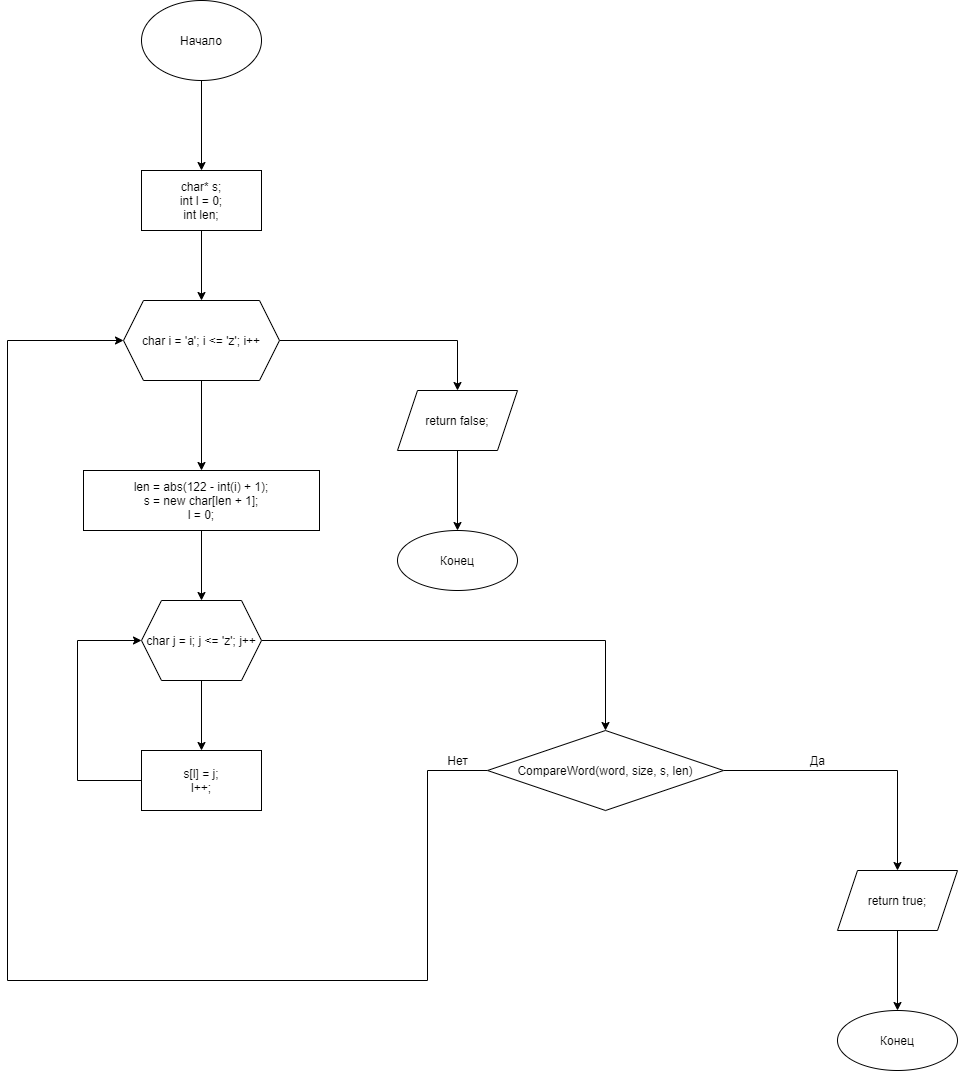 Начало
char* s;
int l = 0;
int len;
char i = 'a'; i <= 'z'; i++
return false;
len = abs(122 - int(i) + 1);
s = new char[len + 1];
l = 0;
Конец
char j = i; j <= 'z'; j++
s[l] = j;
l++;
Нет
CompareWord(word, size, s, len)
Да
return true;
Конец